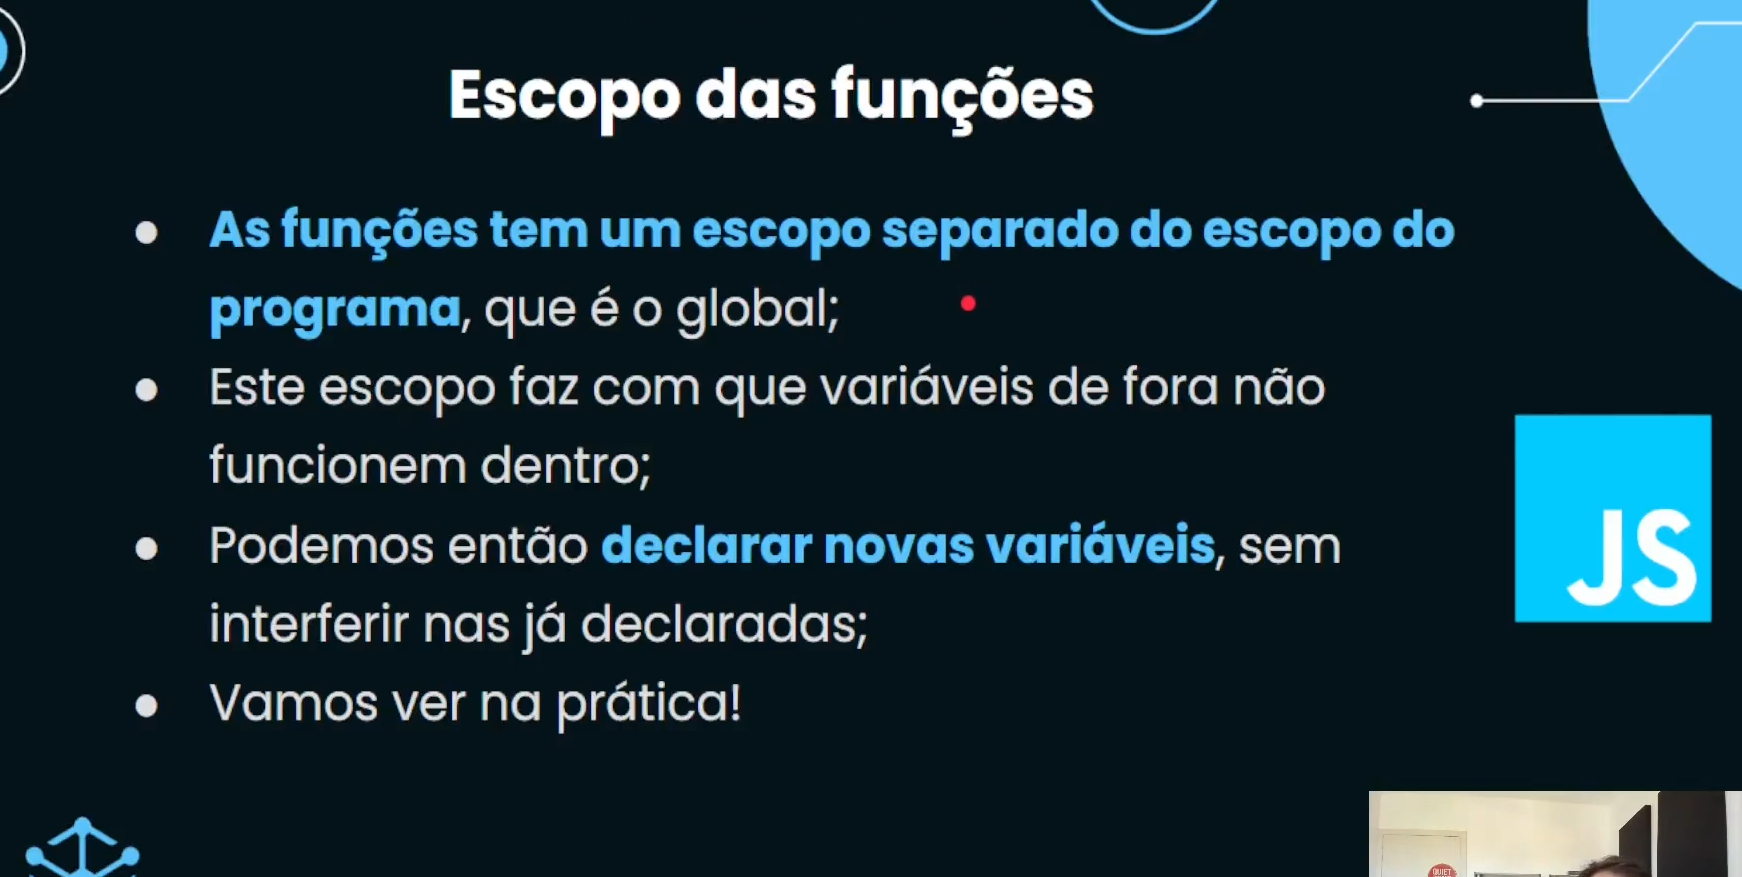 Escopo das funções
● As funções tem um escopo separado do escopo do
programa, que é o global;
● Este escopo faz com que variáveis de fora não
funcionem dentro;
● Podemos então declarar novas variáveis, sem
interferir nas já declaradas;
● Vamos ver na prática!
JS
QUIET